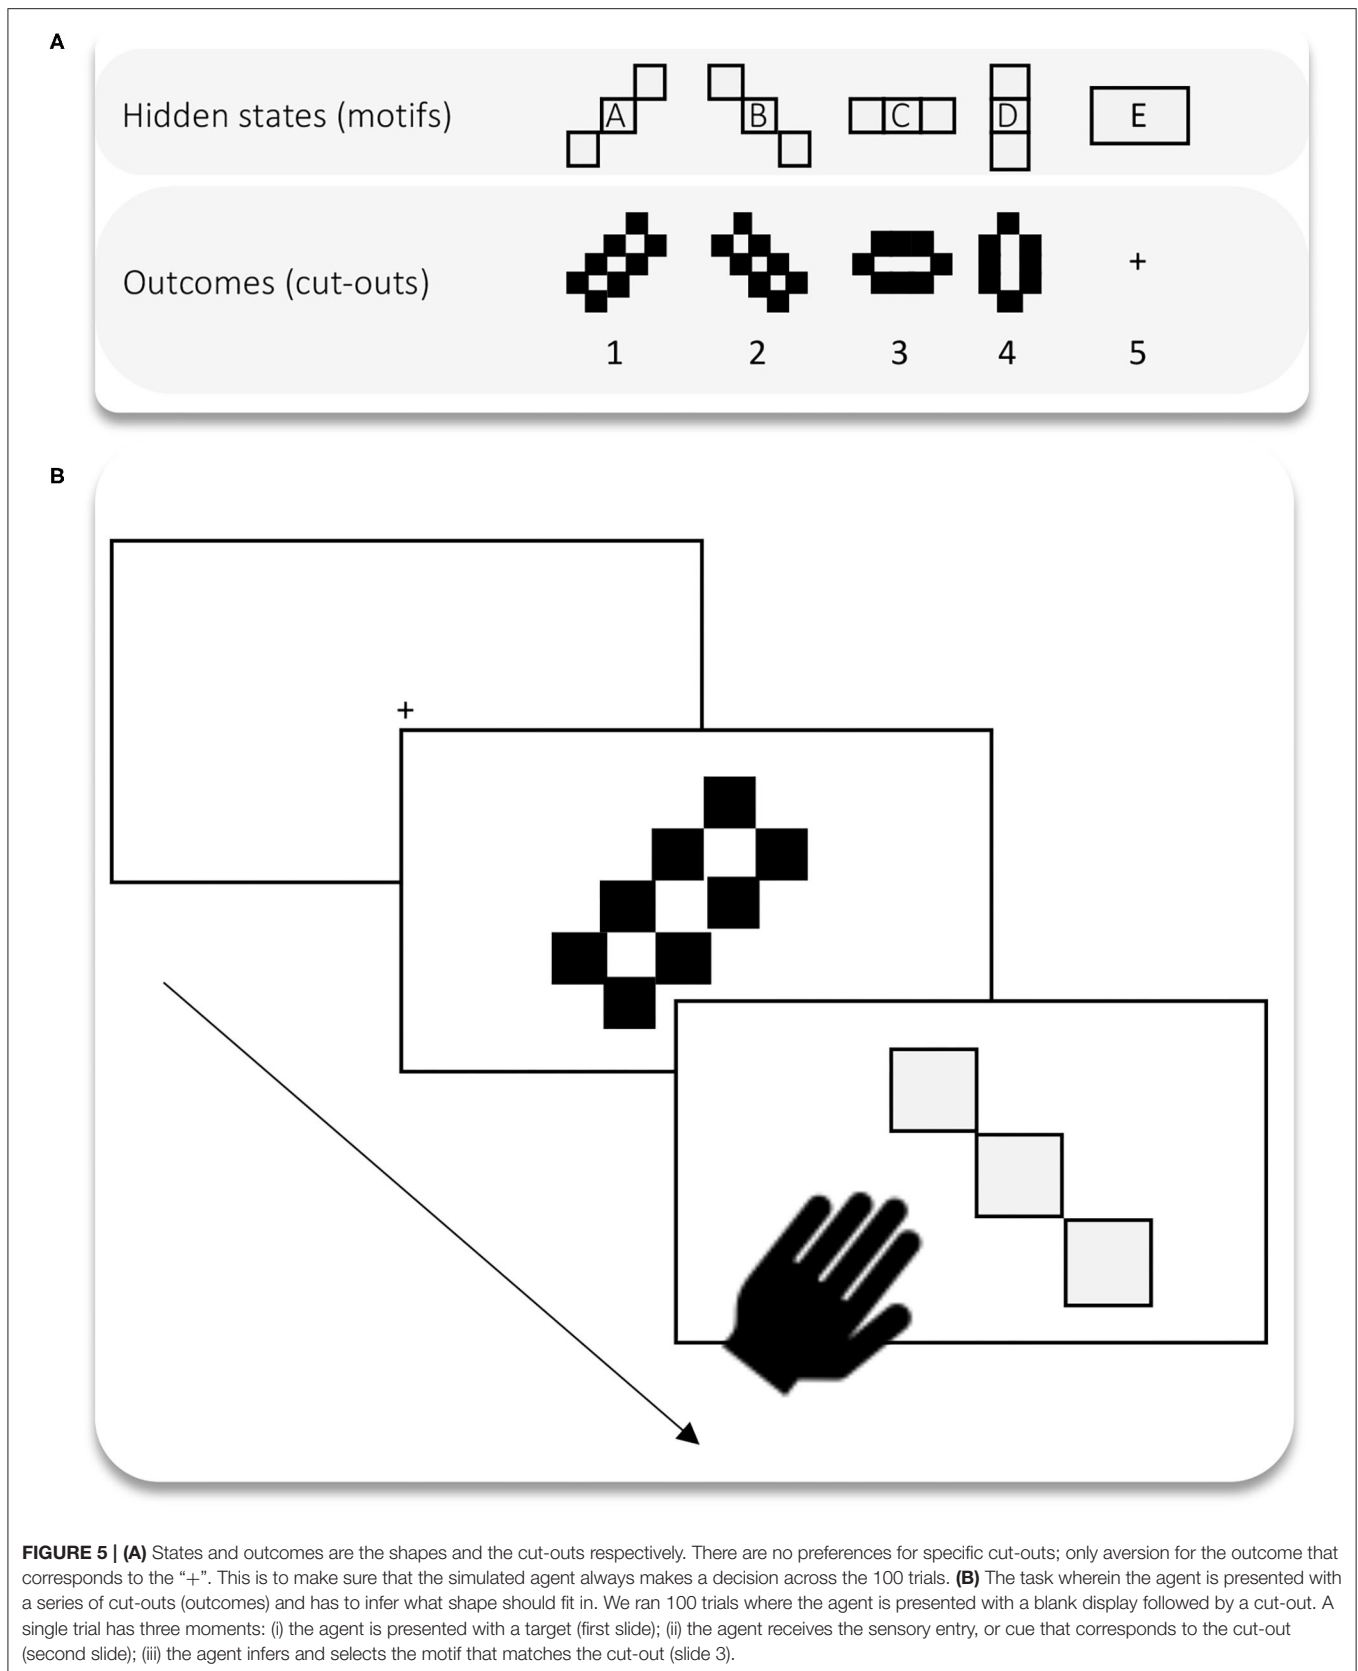 A
Hidden states (motifs)
A B C D E
Outcomes (cut-outs)
+
1 2 3 4 5
B
+
FIGURE 5 | (A) States and outcomes are the shapes and the cut-outs respectively. There are no preferences for specific cut-outs; only aversion for the outcome that
corresponds to the “+”. This is to make sure that the simulated agent always makes a decision across the 100 trials. (B) The task wherein the agent is presented with
a series of cut-outs (outcomes) and has to infer what shape should fit in. We ran 100 trials where the agent is presented with a blank display followed by a cut-out. A
single trial has three moments: (i) the agent is presented with a target (first slide); (ii) the agent receives the sensory entry, or cue that corresponds to the cut-out
(second slide); (iii) the agent infers and selects the motif that matches the cut-out (slide 3).